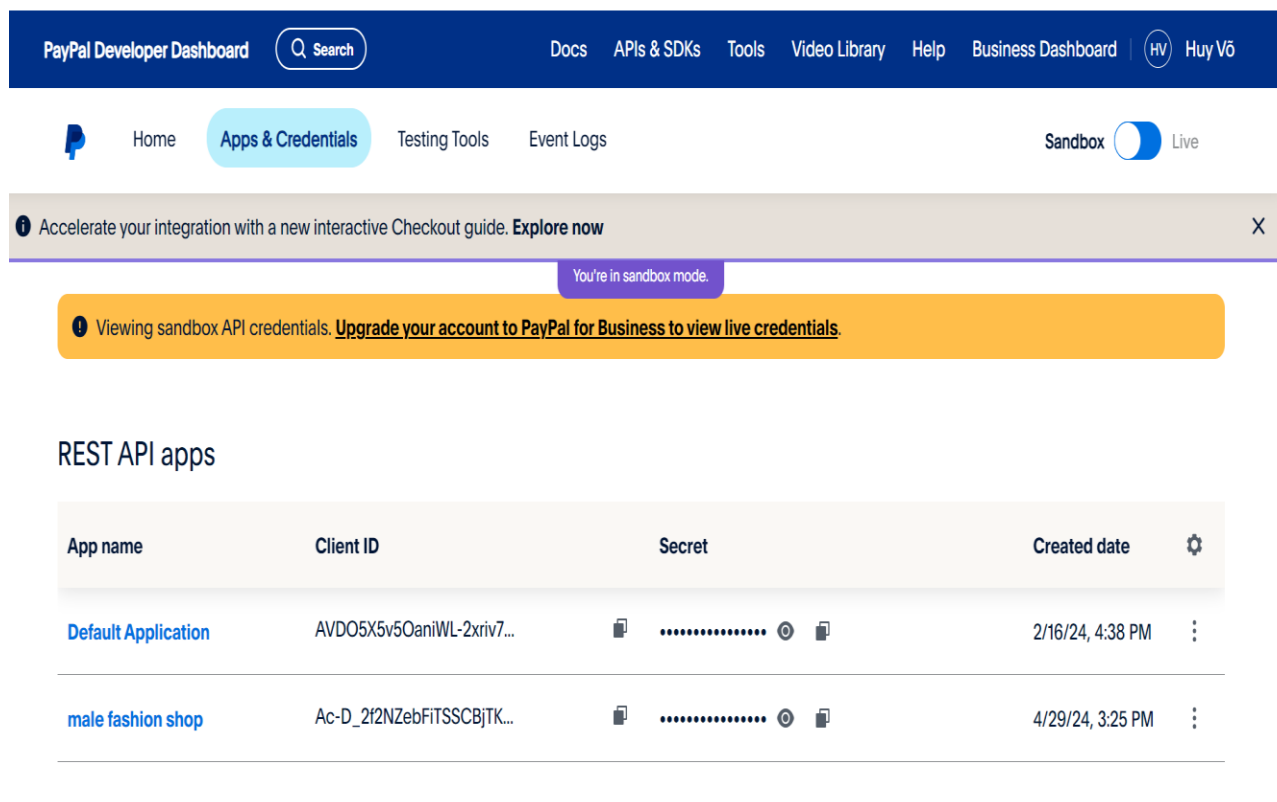 PayPal Developer Dashboard Search Docs APIs & SDKs Tools Video Library Help Business Dashboard HV Huy Võ
Home Apps & Credentials Testing Tools Event Logs Sandbox Live
Accelerate your integration with a new interactive Checkout guide. Explore now
You're in sandbox mode.
Viewing sandbox API credentials. Upgrade your account to PayPal for Business to view live credentials.
REST API apps
App name Client ID Secret Created date
Default Application AVDO5X5v5OaniWL-2xriv7... •••••••••••••••• 2/16/24, 4:38 PM
male fashion shop Ac-D_2f2NZebFiTSSCBjTK... •••••••••••••••• 4/29/24, 3:25 PM